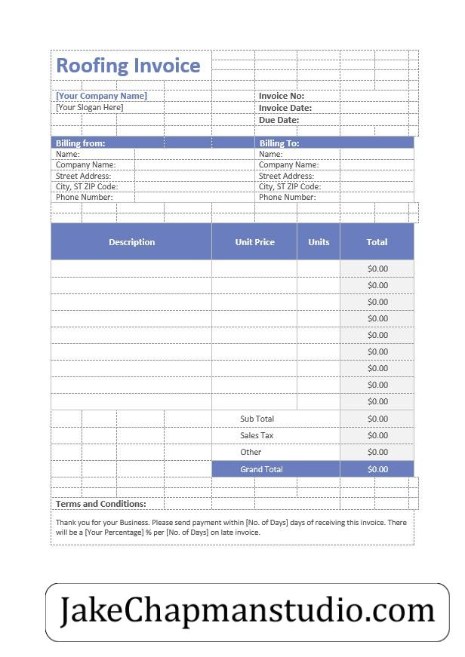 Roofing Invoice
[Your Company Name] Invoice No:
[Your Slogan Here] Invoice Date:
Due Date:
Billing from: Billing To:
Name: Name:
Company Name: Company Name:
Street Address: Street Address:
City, ST ZIP Code: City, ST ZIP Code:
Phone Number: Phone Number:
Description Unit Price Units Total
$0.00
$0.00
$0.00
$0.00
$0.00
$0.00
$0.00
$0.00
$0.00
Sub Total $0.00
Sales Tax $0.00
Other $0.00
Grand Total $0.00
Terms and Conditions:
Thank you for your Business. Please send payment within [No. of Days] days of receiving this invoice. There
will be a [Your Percentage] % per [No. of Days] on late invoice.
JakeChapmanstudio.com